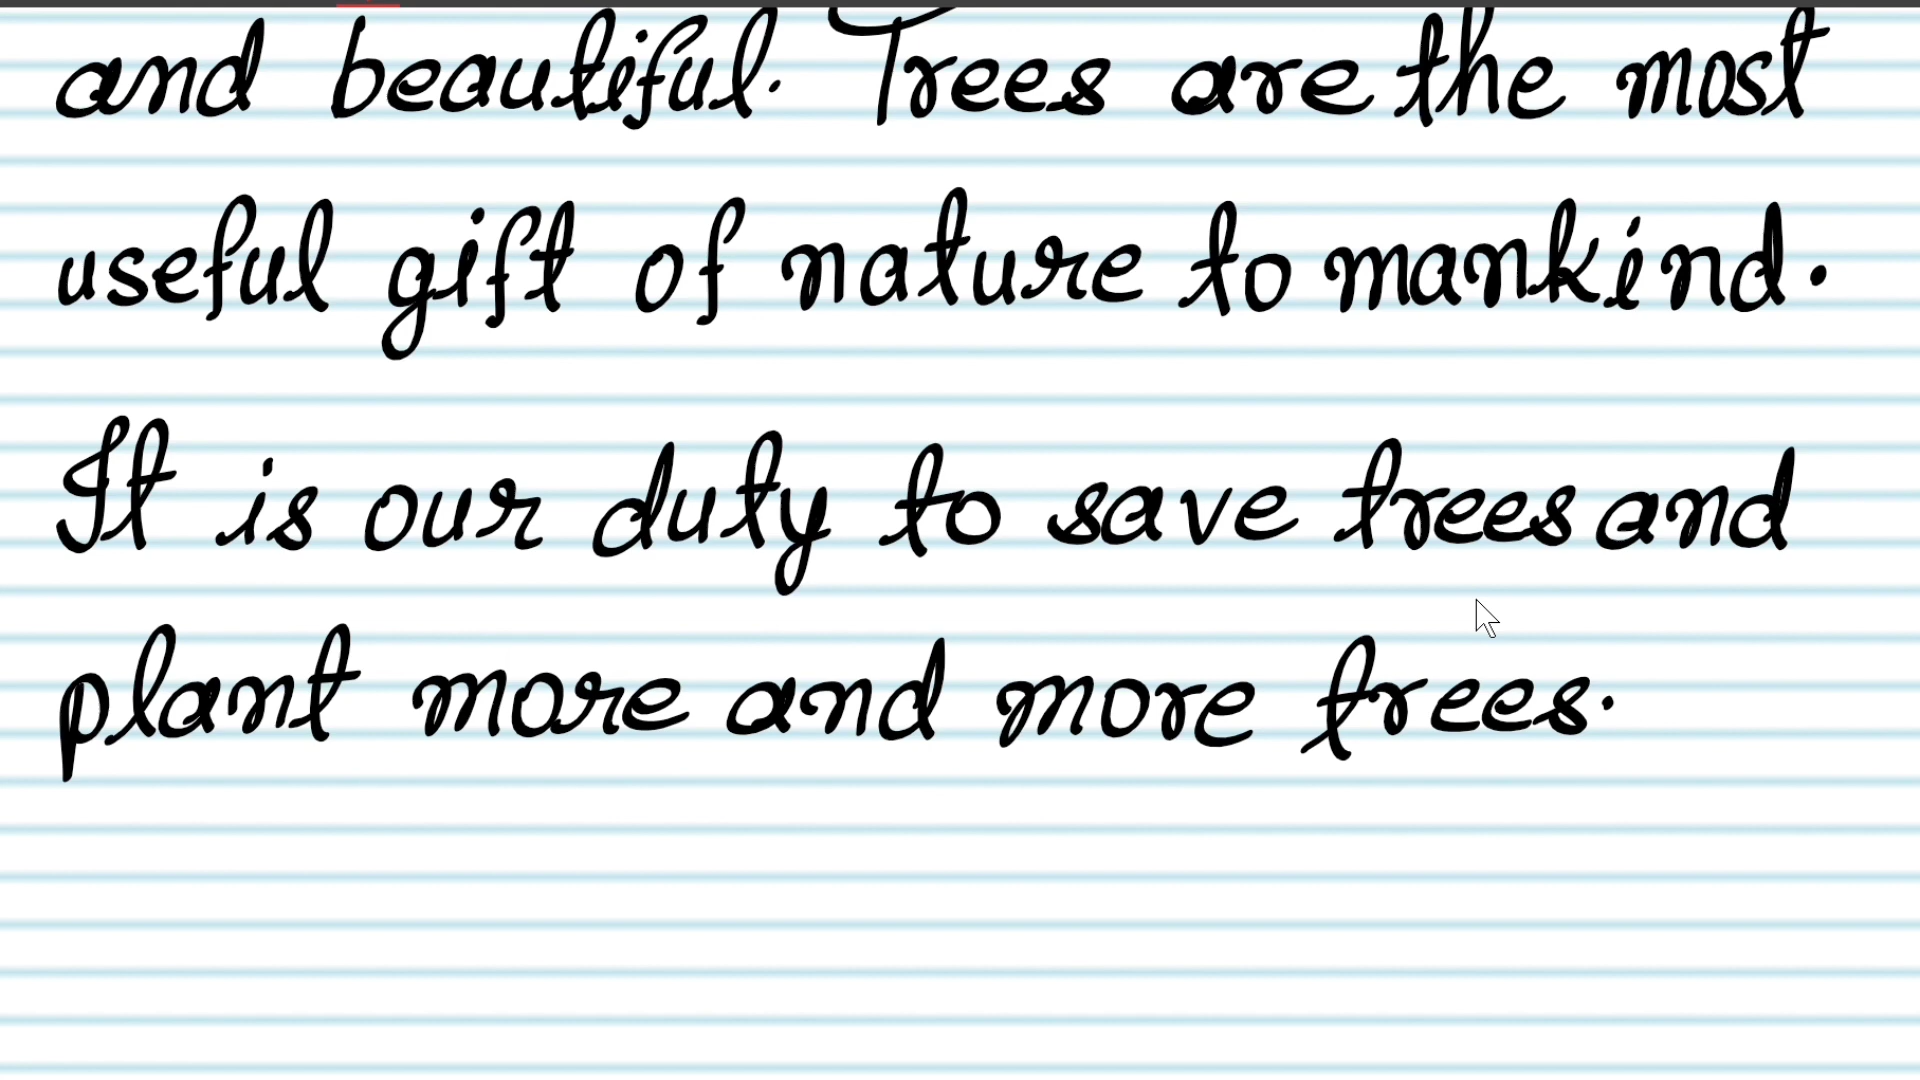 and beautiful. Trees are the most
useful gift of nature to mankind.
It is our duty to save trees and
plant more and more trees.